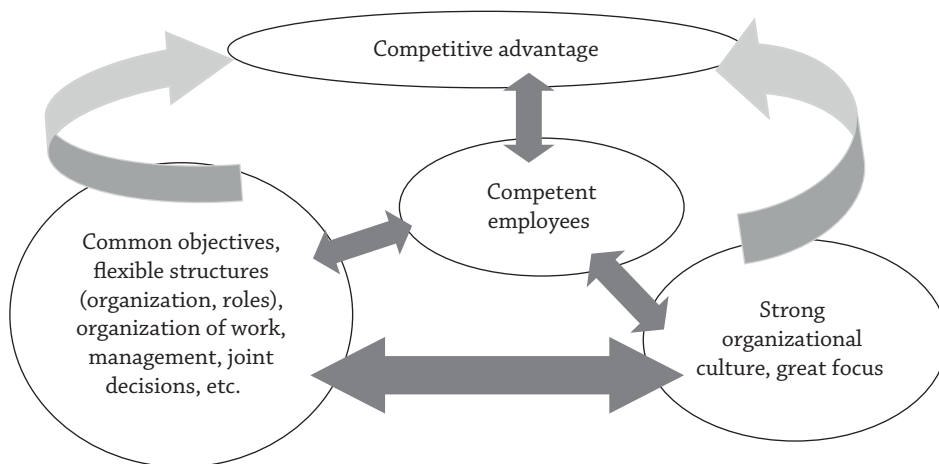 Competitive advantage
Competent
employees
Common objectives,
flexible structures
(organization, roles),
organization of work,
management, joint
decisions, etc.
Strong
organizational
culture, great focus